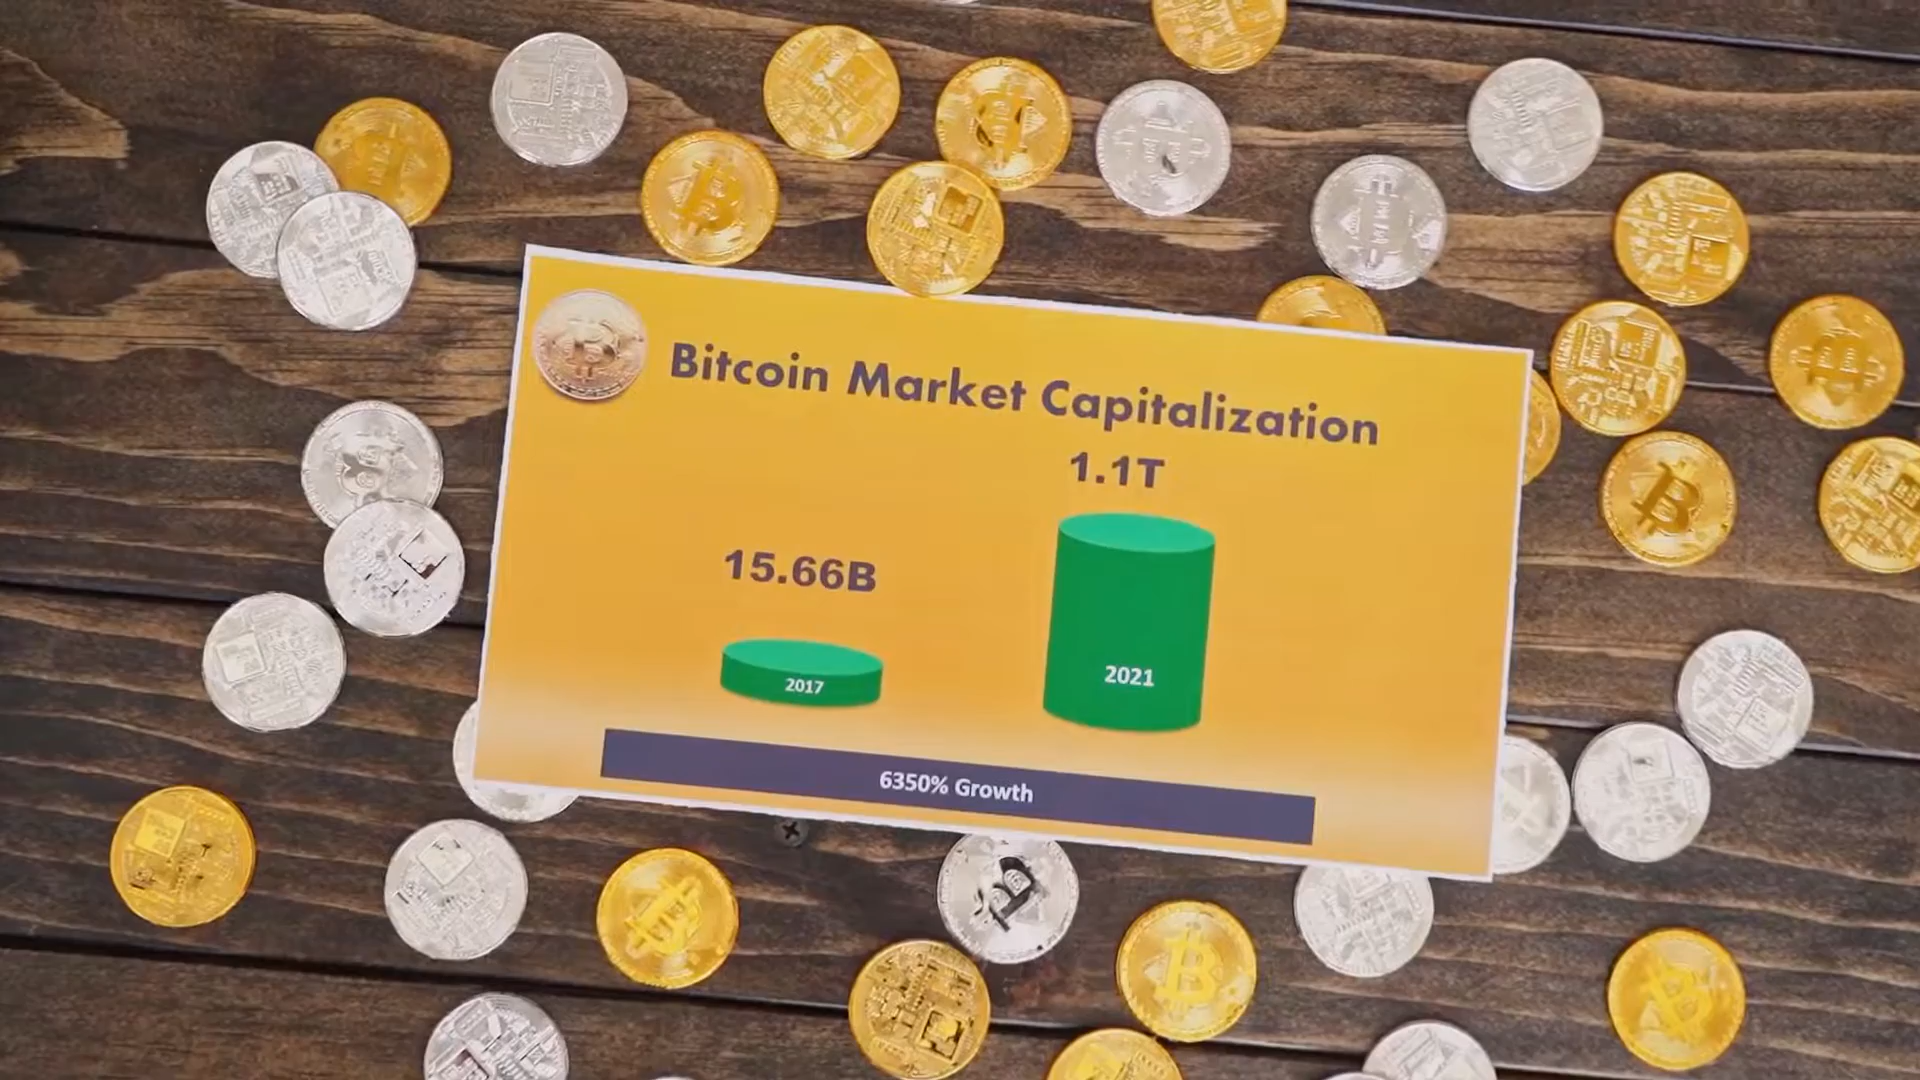 Bitcoin Market Capitalization
1.1T
15.66B
2017
2021
6350% Growth